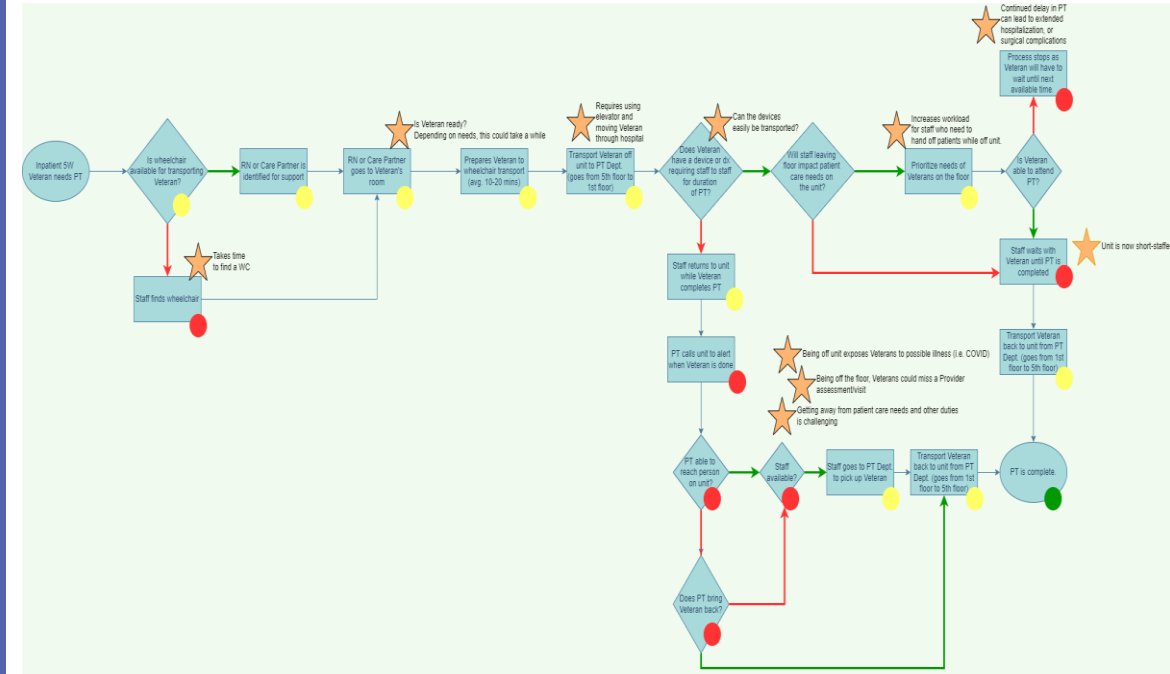 Continued delay in PT
can lead to extended
hospitalization, or
surgical complications
Process stops as
Veteran will have to
wait until next
available time.
Is Veteran ready?
Depending on needs, this could take a while
Requires using
elevator and
moving Veteran
through hospital
Can the devices
easily be transported?
Increases workload
for staff who need to
hand off patients while off unit.
Inpatient 5W
Veteran needs PT
Is wheelchair
available for transporting
Veteran?
RN or Care Partner is
identified for support
RN or Care Partner
goes to Veteran's
room
Prepares Veteran to
wheelchair transport
(avg. 10-20 mins)
Transport Veteran off
unit to PT Dept.
(goes from 5th floor to
1st floor)
Does Veteran
have a device or dx
requiring staff to staff
for duration
of PT?
Will staff leaving
floor impact patient
care needs on
the unit?
Prioritize needs of
Veterans on the floor
Is Veteran
able to attend
PT?
Takes time
to find a WC
Staff finds wheelchair
Staff returns to unit
while Veteran
completes PT
Staff waits with
Veteran until PT is
completed
Unit is now short-staffe
PT calls unit to alert
when Veteran is done
Being off unit exposes Veterans to possible illness (i.e. COVID)
Being off the floor, Veterans could miss a Provider
assessment/visit
Getting away from patient care needs and other duties
is challenging
Transport Veteran
back to unit from PT
Dept. (goes from 1st
floor to 5th floor)
PT able to
reach person
on unit?
Staff
available?
Staff goes to PT Dept.
to pick up Veteran
Transport Veteran
back to unit from PT
Dept. (goes from 1st
floor to 5th floor)
PT is complete.
Does PT bring
Veteran back?